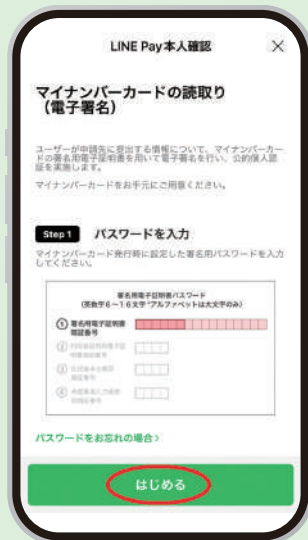 LINE Pay本人確認
マイナンバーカードの読取り
(電子署名)
ユーザーが申請先に提出する情報について、マイナンバーカー
ドの署名用電子証明書を用いて電子署名を行い、公的個人認
証を実施します。
マイナンバーカードをお手元にご用意ください。
Step 1 パスワードを入力
マイナンバーカード発行時に設定した署名用パスワードを入力
してください。
署名用電子証明書パスワード
(英数字6~16文字 *アルファベットは大文字のみ)
① 署名用電子証明書
暗証番号
②
③
④
パスワードをお忘れの場合>
はじめる